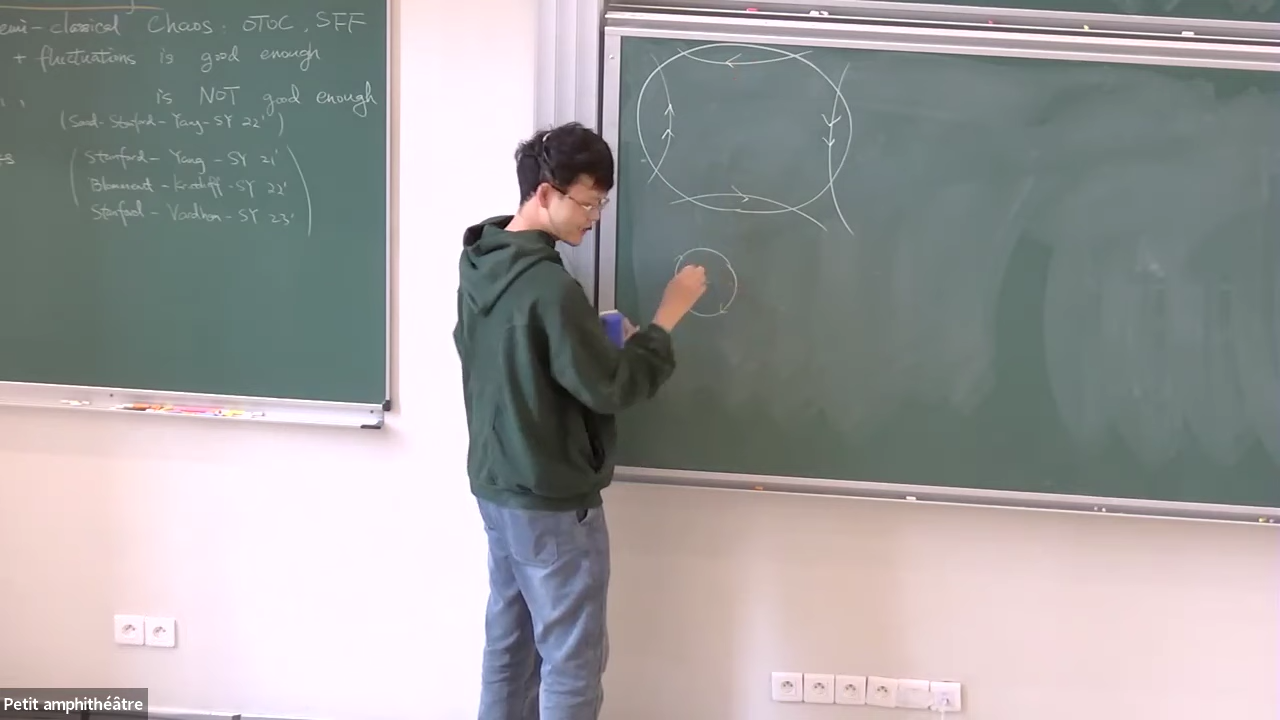 emi-classical Chaos: OTOC, SFF
+ fluctuations is good enough
is NOT good enough
(Saad-Stanford-Yang-SY 22')
Stanford-Yang-SY 21'
Blommaert-Kruthoff-SY 22'
Stanford-Vardhan-SY 23'
Petit amphithéâtre